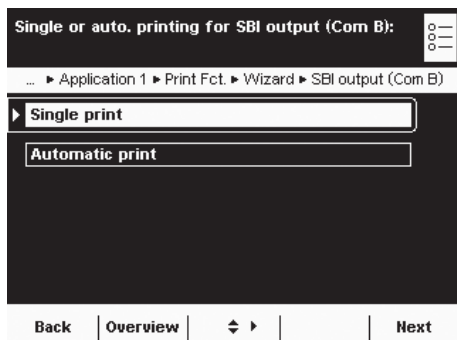 Single or auto. printing for SBI output (Com B):
... ▸ Application 1 ▸ Print Fct. ▸ Wizard ▸ SBI output (Com B)
Single print
Automatic print
Back Overview Next